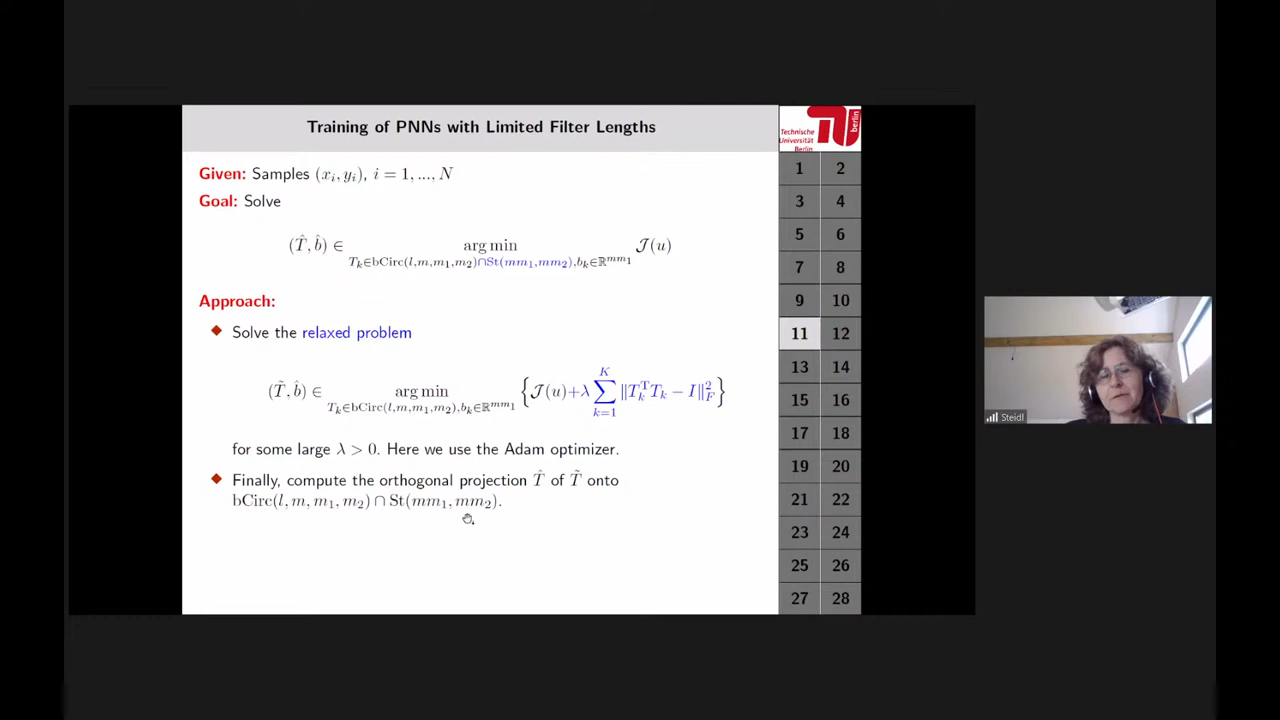 Training of PNNs with Limited Filter Lengths
Technische
Universität
Berlin
berlin
Given: Samples (x_i, y_i), i = 1, ..., N
Goal: Solve
(T̂, b̂) ∈ arg min J(u)
T_k∈bCirc(l,m,m_1,m_2)∩St(mm_1,mm_2),b_k∈ℝ^{mm_1}
Approach:
◆ Solve the relaxed problem
(T̃, b̂) ∈ arg min {J(u)+λ∑_{k=1}^{K} ‖T_k^T T_k − I‖_F^2}
T_k∈bCirc(l,m,m_1,m_2),b_k∈ℝ^{mm_1}
for some large λ > 0. Here we use the Adam optimizer.
◆ Finally, compute the orthogonal projection T̂ of T̃ onto
bCirc(l, m, m_1, m_2) ∩ St(mm_1, mm_2).
1 2
3 4
5 6
7 8
9 10
11 12
13 14
15 16
17 18
19 20
21 22
23 24
25 26
27 28
Steidl